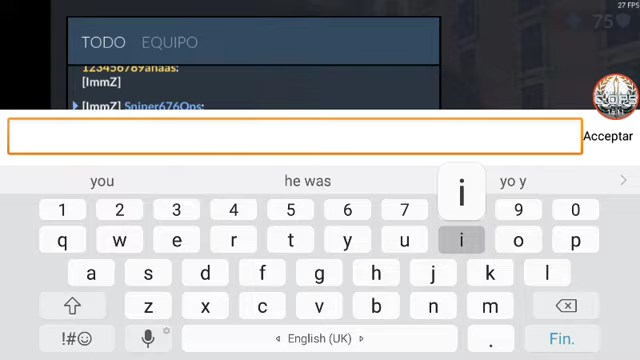 27 FPS
75
TODO EQUIPO
123456789ahaas:
[ImmZ]
[ImmZ] Sniper676Ops:
Acceptar
you he was yo y
i
1 2 3 4 5 6 7 9 0
q w e r t y u i o p
a s d f g h j k l
z x c v b n m
!#☺ English (UK) . Fin.